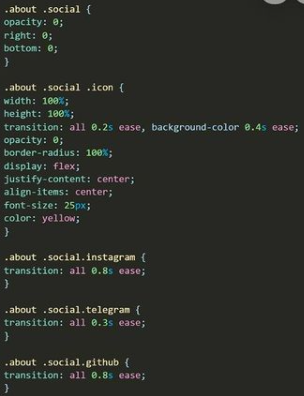 .about .social {
opacity: 0;
right: 0;
bottom: 0;
}
.about .social .icon {
width: 100%;
height: 100%;
transition: all 0.2s ease, background-color 0.4s ease;
opacity: 0;
border-radius: 100%;
display: flex;
justify-content: center;
align-items: center;
font-size: 25px;
color: yellow;
}
.about .social.instagram {
transition: all 0.8s ease;
}
.about .social.telegram {
transition: all 0.3s ease;
}
.about .social.github {
transition: all 0.8s ease;
}